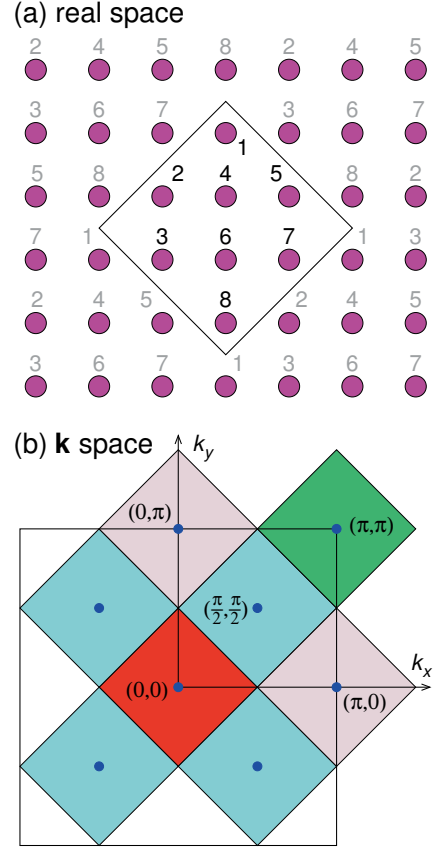 (a) real space
2 4 5 8 2 4 5
3 6 7 3 6 7
1
5 8 2 4 5 8 2
7 1 3 6 7 1 3
2 4 5 8 2 4 5
3 6 7 1 3 6 7
(b) k space
k_y
(0,π) (π,π)
(π/2,π/2)
k_x
(0,0) (π,0)